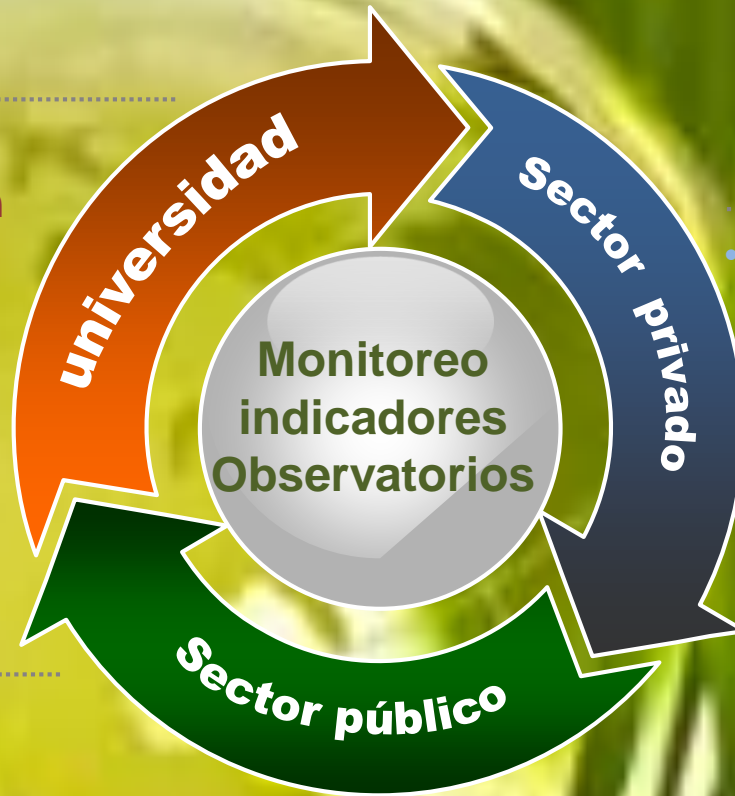 universidad
Sector privado
Monitoreo
indicadores
Observatorios
Sector público